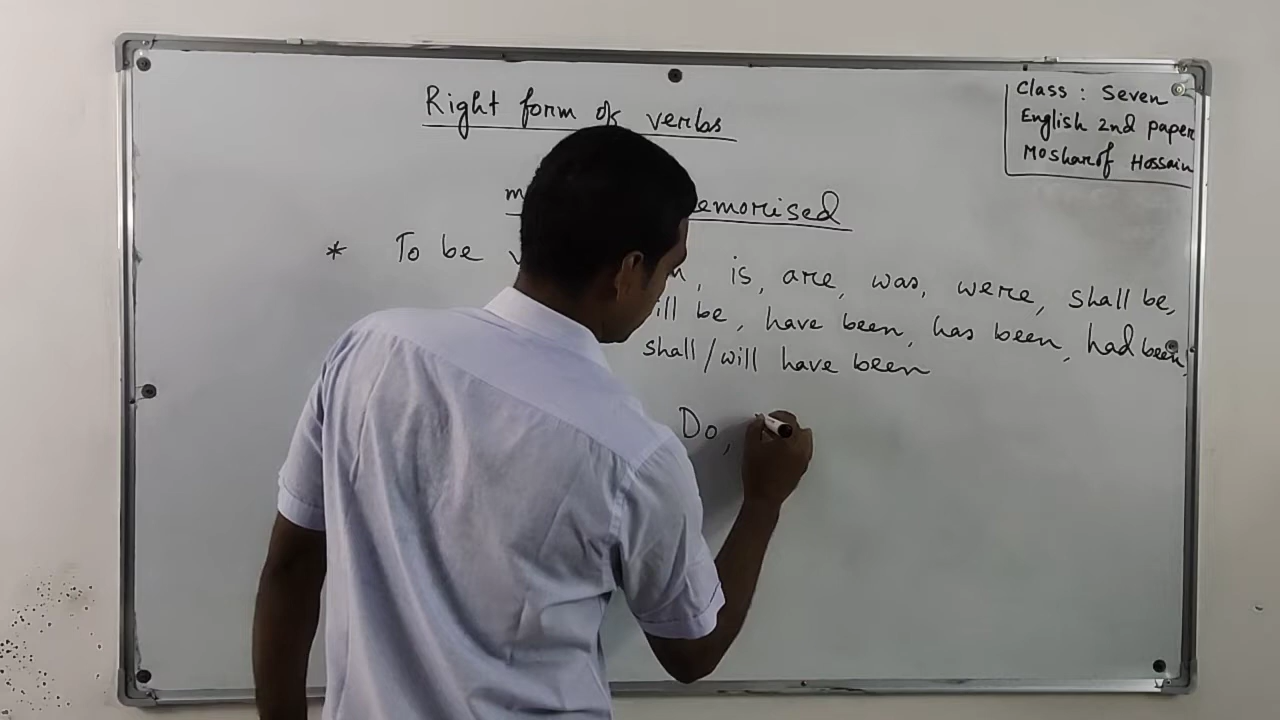 Right form of verbs
Class : Seven
English 2nd paper
Mosharof Hossain
emorised
* To be , is, are, was, were, shall be,
ill be, have been, has been, had been,
shall/will have been
Do,